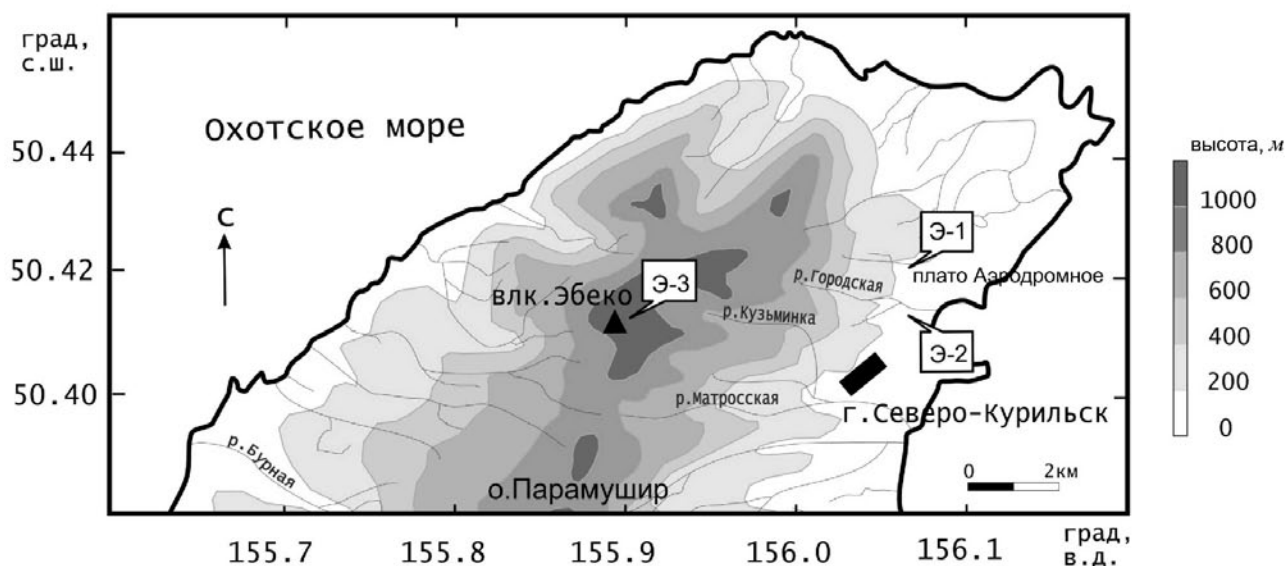 град,
с.ш.
Охотское море
50.44
высота, м
С
1000
Э-1
800
50.42
плато Аэродромное
р.Городская
Э-3
влк.Эбеко
600
р.Кузьминка
400
Э-2
200
50.40
р.Матросская
г.Северо-Курильск
0
р.Бурная
0 2 км
о.Парамушир
155.7 155.8 155.9 156.0 156.1
град,
в.д.